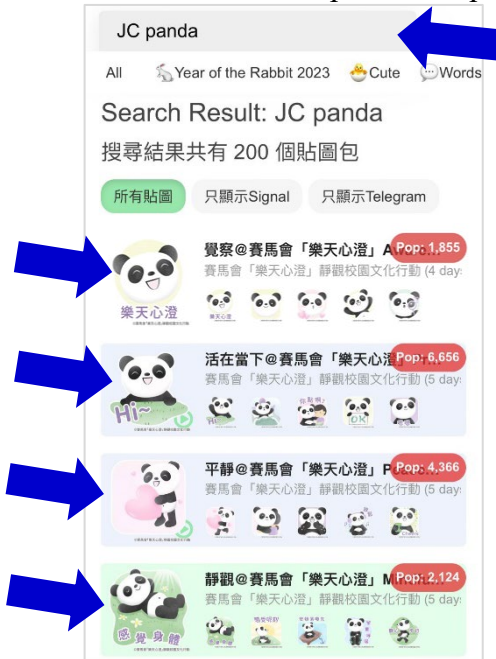 JC panda
All Year of the Rabbit 2023 Cute Words
Search Result: JC panda
搜尋結果共有 200 個貼圖包
所有貼圖 只顯示Signal 只顯示Telegram
覺察@賽馬會「樂天心澄」 Pop: 1,855
賽馬會「樂天心澄」靜觀校園文化行動 (4 day
樂天心澄
活在當下@賽馬會「樂天心澄 Pop: 6,656
賽馬會「樂天心澄」靜觀校園文化行動 (5 day
Hi~
OK!
平靜@賽馬會「樂天心澄」 Pop: 4,366
賽馬會「樂天心澄」靜觀校園文化行動 (5 day
靜觀@賽馬會「樂天心澄」 Pop: 2,124
賽馬會「樂天心澄」靜觀校園文化行動 (5 day
感覺身體